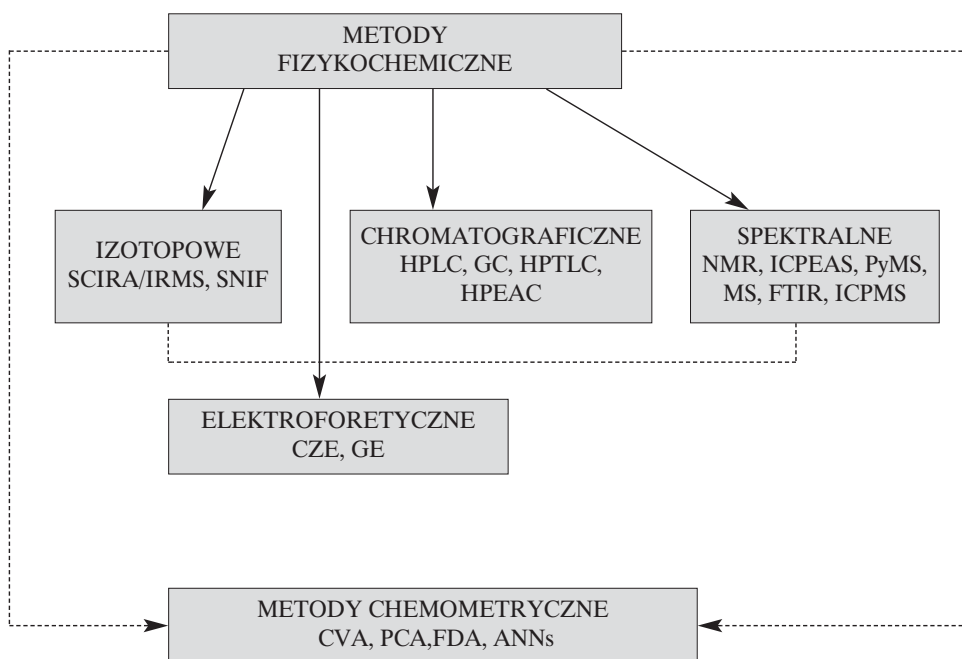 METODY
FIZYKOCHEMICZNE
IZOTOPOWE
SCIRA/IRMS, SNIF
CHROMATOGRAFICZNE
HPLC, GC, HPTLC,
HPEAC
SPEKTRALNE
NMR, ICPEAS, PyMS,
MS, FTIR, ICPMS
ELEKTROFORETYCZNE
CZE, GE
METODY CHEMOMETRYCZNE
CVA, PCA,FDA, ANNs